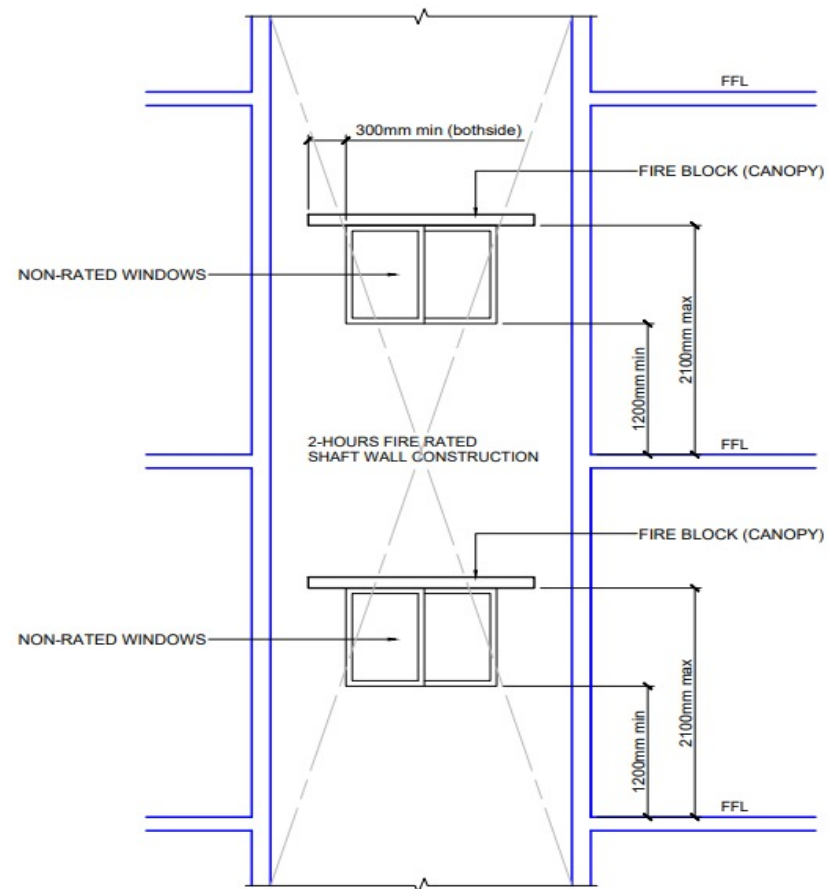 FFL
300mm min (bothside)
FIRE BLOCK (CANOPY)
NON-RATED WINDOWS
2100mm max
1200mm min
2-HOURS FIRE RATED
SHAFT WALL CONSTRUCTION
FFL
FIRE BLOCK (CANOPY)
NON-RATED WINDOWS
2100mm max
1200mm min
FFL